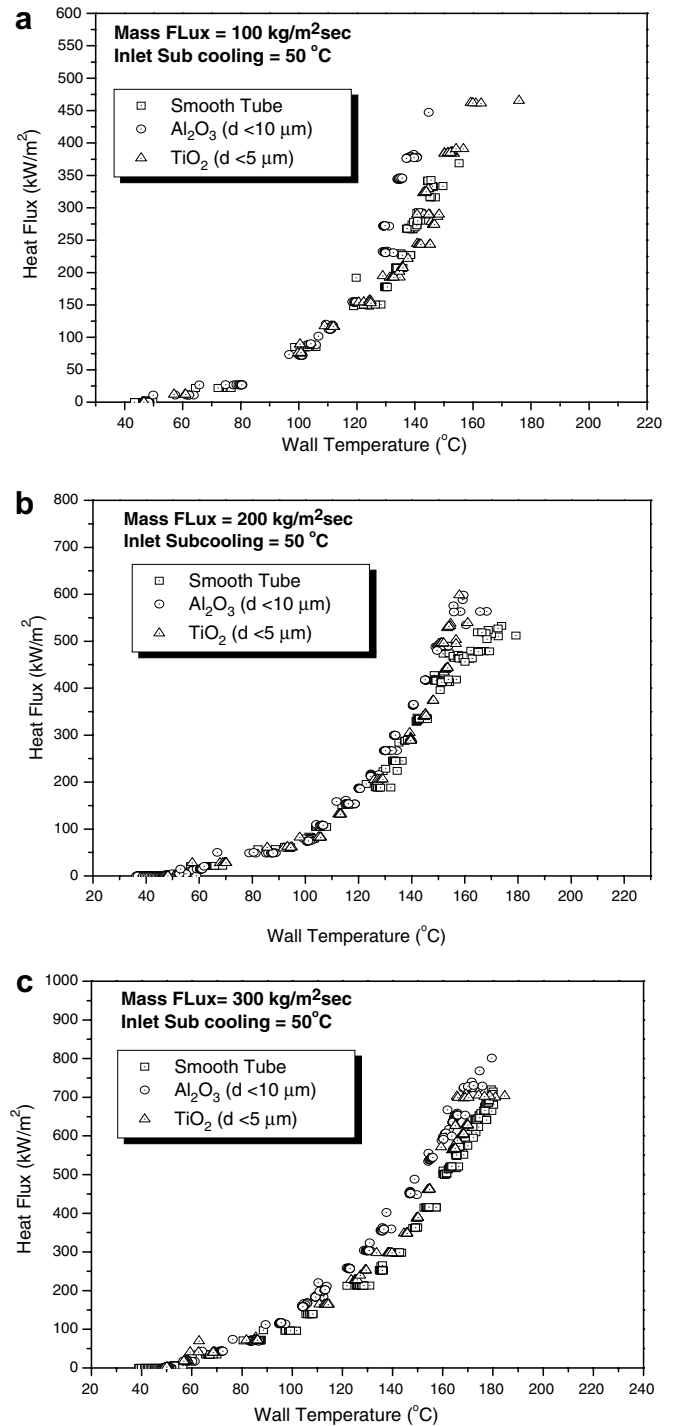 a
Mass FLux = 100 kg/m²sec
Inlet Sub cooling = 50 °C
Smooth Tube
Al₂O₃ (d <10 μm)
TiO₂ (d <5 μm)
Heat Flux (kW/m²)
600
550
500
450
400
350
300
250
200
150
100
50
0
40 60 80 100 120 140 160 180 200 220
Wall Temperature (°C)
b
Mass FLux = 200 kg/m²sec
Inlet Subcooling = 50 °C
Smooth Tube
Al₂O₃ (d <10 μm)
TiO₂ (d <5 μm)
Heat Flux (kW/m²)
800
700
600
500
400
300
200
100
0
20 40 60 80 100 120 140 160 180 200 220
Wall Temperature (°C)
c
Mass FLux= 300 kg/m²sec
Inlet Sub cooling = 50°C
Smooth Tube
Al₂O₃ (d <10 μm)
TiO₂ (d <5 μm)
Heat Flux (kW/m²)
1000
900
800
700
600
500
400
300
200
100
0
20 40 60 80 100 120 140 160 180 200 220 240
Wall Temperature (°C)